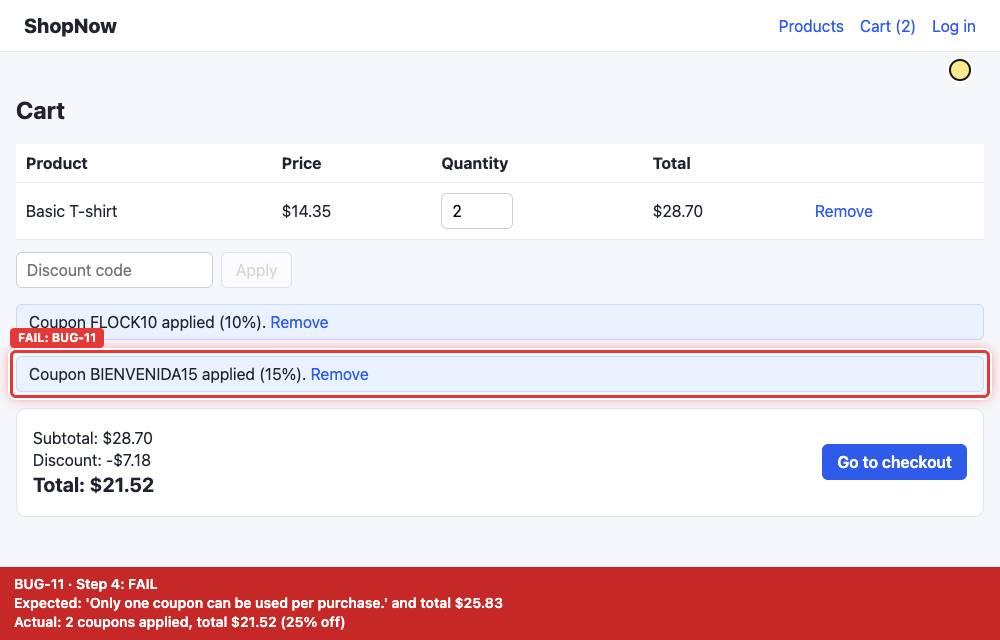 ShopNow
Products Cart (2) Log in
Cart
Product Price Quantity Total
Basic T-shirt $14.35 2 $28.70 Remove
Discount code Apply
Coupon FLOCK10 applied (10%). Remove
FAIL: BUG-11
Coupon BIENVENIDA15 applied (15%). Remove
Subtotal: $28.70
Discount: -$7.18
Total: $21.52
Go to checkout
BUG-11 · Step 4: FAIL
Expected: 'Only one coupon can be used per purchase.' and total $25.83
Actual: 2 coupons applied, total $21.52 (25% off)